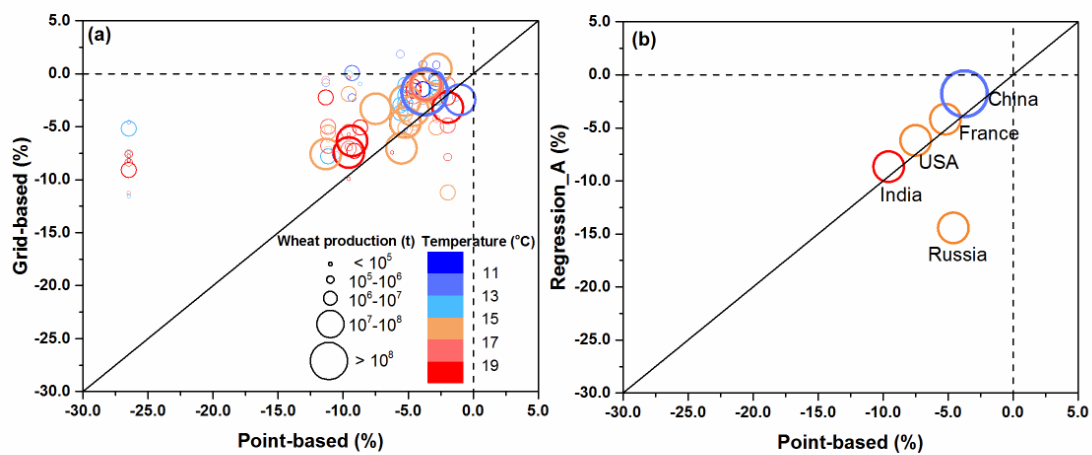 (a)
5.0
0.0
-5.0
-10.0
-15.0
-20.0
-25.0
-30.0
Grid-based (%)
Wheat production (t)
< 10⁵
10⁵-10⁶
10⁶-10⁷
10⁷-10⁸
> 10⁸
Temperature (°C)
11
13
15
17
19
-30.0 -25.0 -20.0 -15.0 -10.0 -5.0 0.0 5.0
Point-based (%)
(b)
5.0
0.0
-5.0
-10.0
-15.0
-20.0
-25.0
-30.0
Regression_A (%)
China
France
USA
India
Russia
-30.0 -25.0 -20.0 -15.0 -10.0 -5.0 0.0 5.0
Point-based (%)